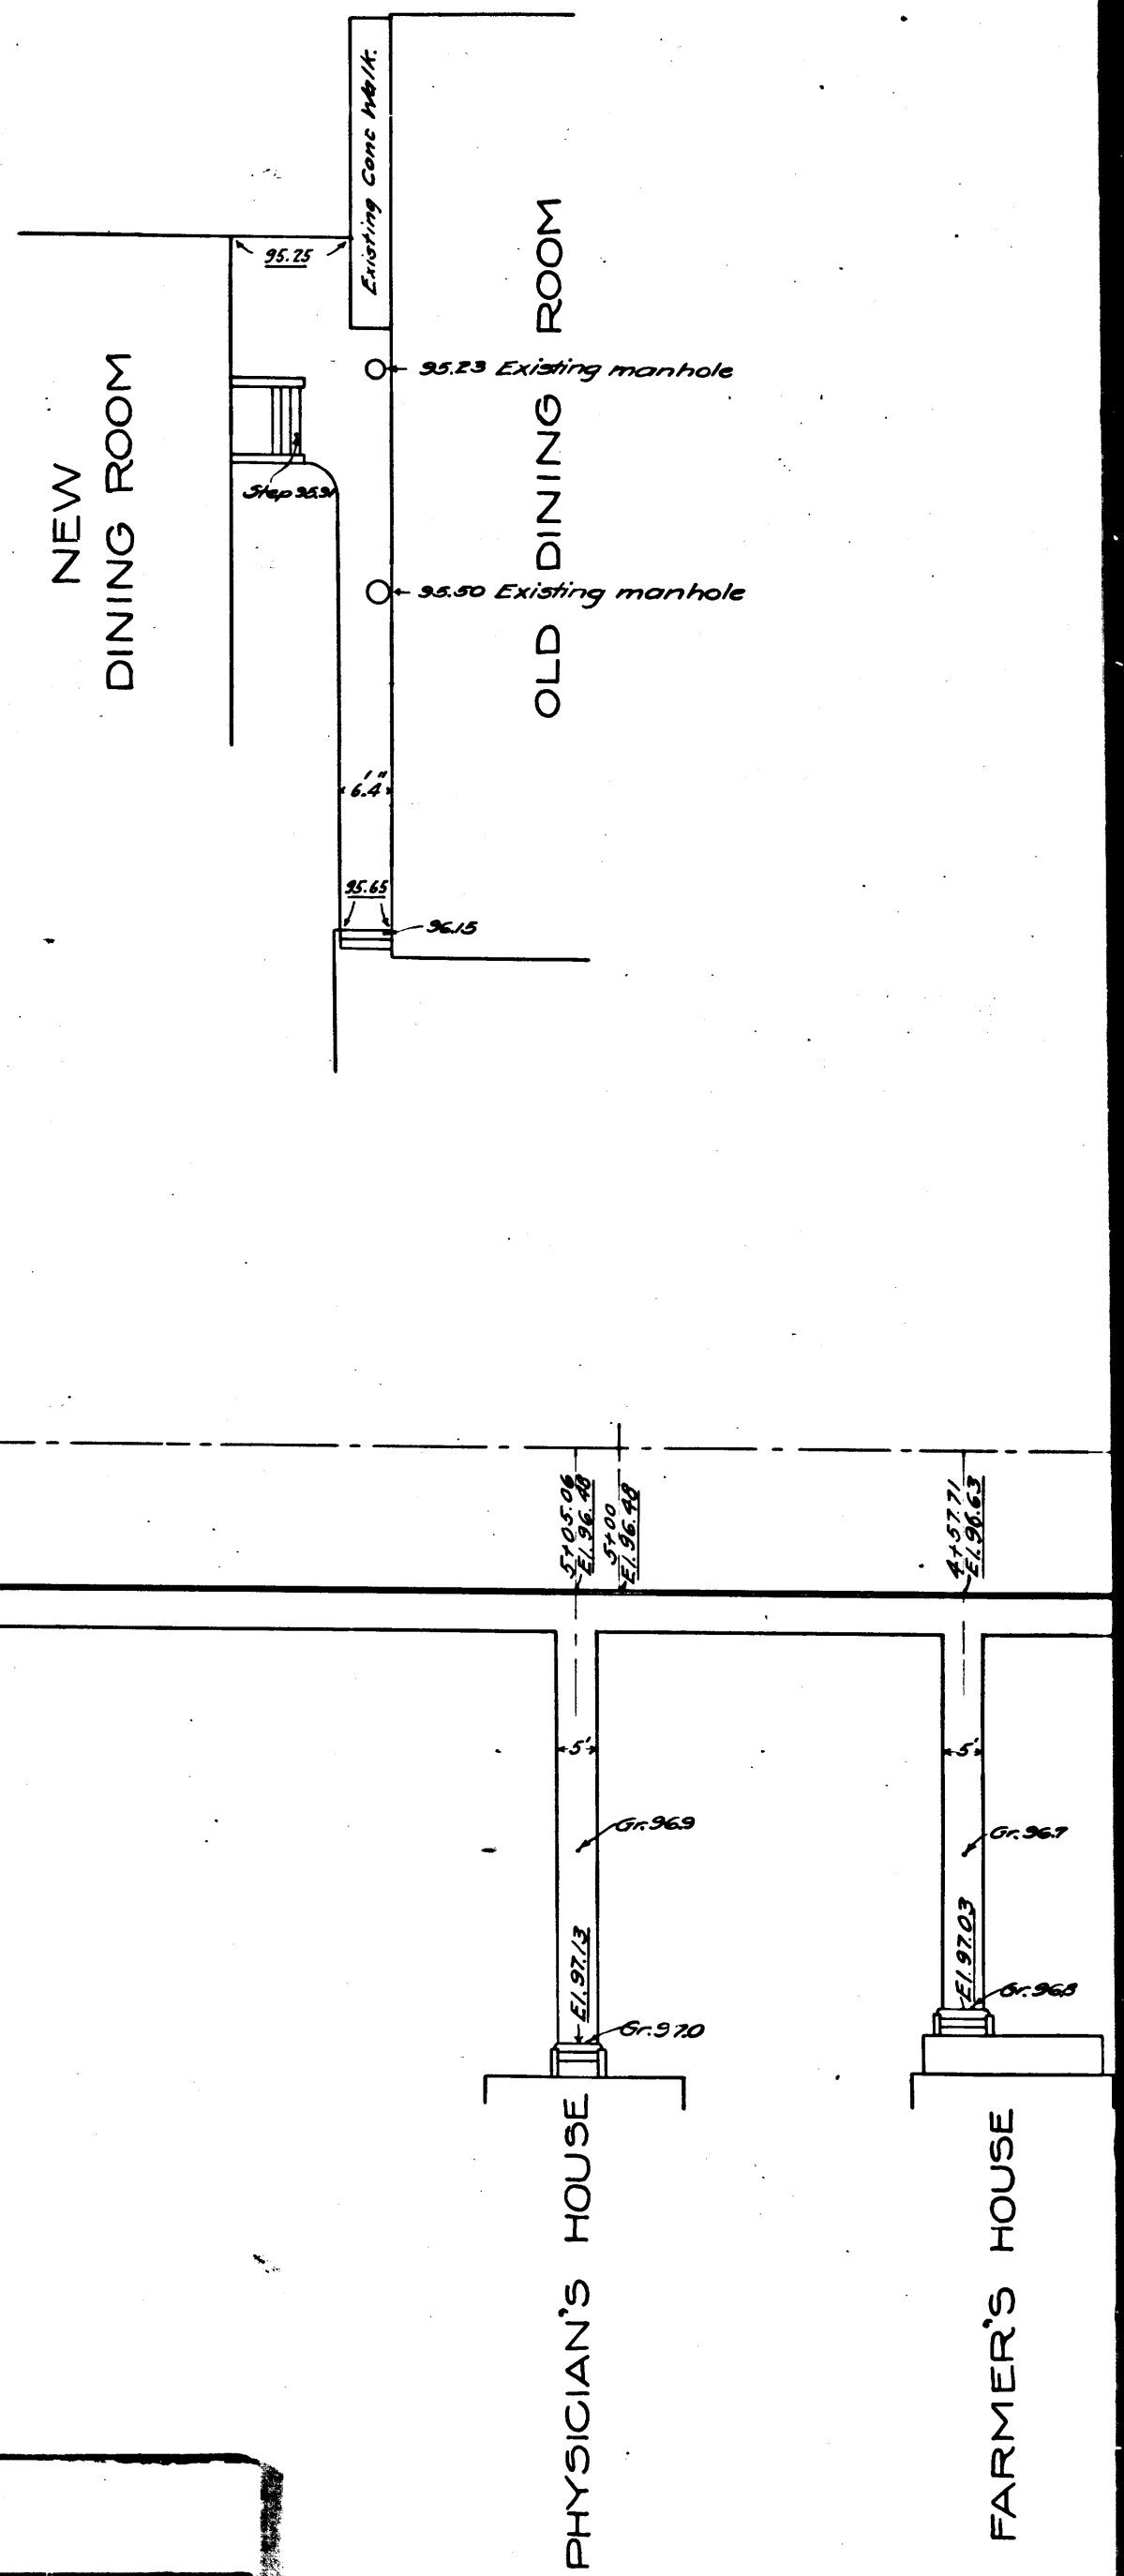 Existing Conc Walk.
95.25
NEW
DINING ROOM
OLD DINING ROOM
95.23 Existing manhole
Step 95.91
95.50 Existing manhole
6'.4"
95.65
96.15
5+05.06
El. 96.48
5+00
El. 96.48
4+57.71
El. 96.63
5'
5'
Gr. 96.9
Gr. 96.7
El. 97.13
El. 97.03
Gr. 97.0
Gr. 96.8
PHYSICIAN'S HOUSE
FARMER'S HOUSE